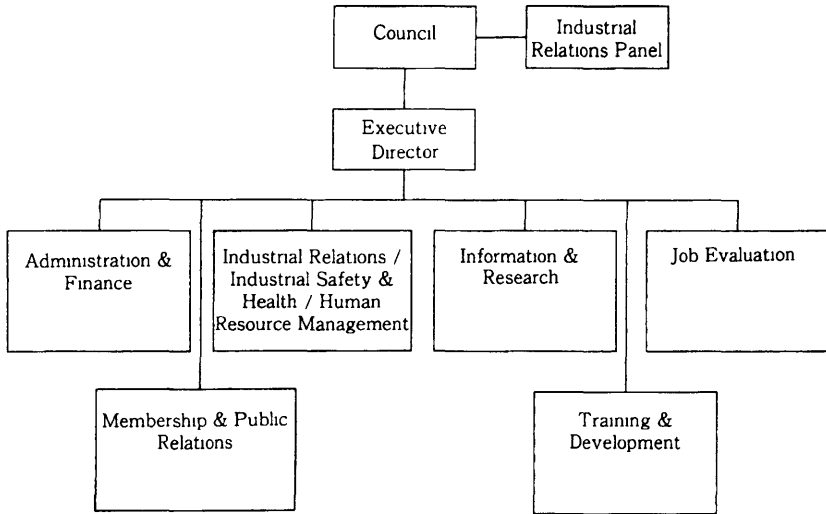 Council
Industrial
Relations Panel
Executive
Director
Administration &
Finance
Industrial Relations /
Industrial Safety &
Health / Human
Resource Management
Information &
Research
Job Evaluation
Membership & Public
Relations
Training &
Development